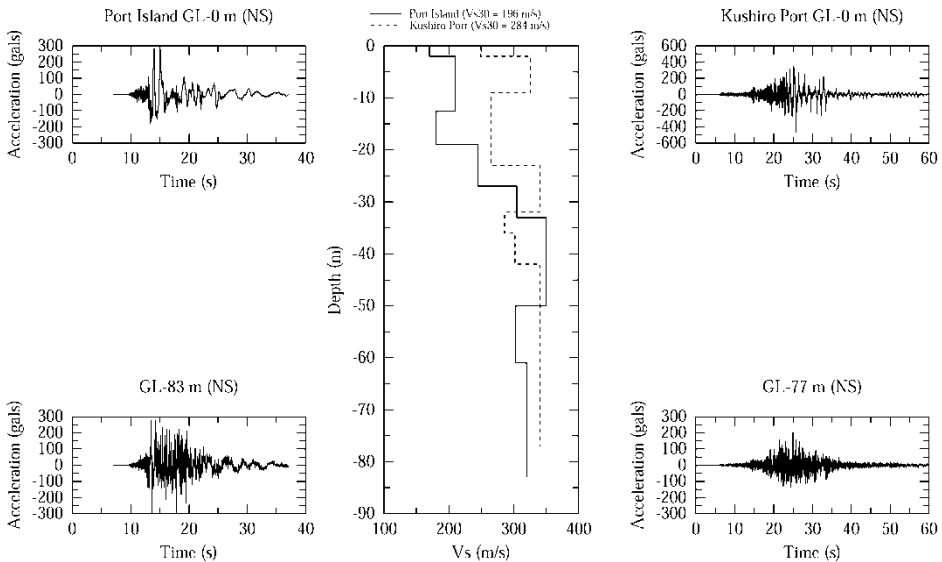 Port Island GL-0 m (NS)
Acceleration (gals)
300
200
100
0
-100
-200
-300
0 10 20 30 40
Time (s)
GL-83 m (NS)
Acceleration (gals)
300
200
100
0
-100
-200
-300
0 10 20 30 40
Time (s)
Port Island (Vs30 = 196 m/s)
Kushiro Port (Vs30 = 284 m/s)
Depth (m)
0
-10
-20
-30
-40
-50
-60
-70
-80
-90
100 200 300 400
Vs (m/s)
Kushiro Port GL-0 m (NS)
Acceleration (gals)
600
400
200
0
-200
-400
-600
0 10 20 30 40 50 60
Time (s)
GL-77 m (NS)
Acceleration (gals)
300
200
100
0
-100
-200
-300
0 10 20 30 40 50 60
Time (s)